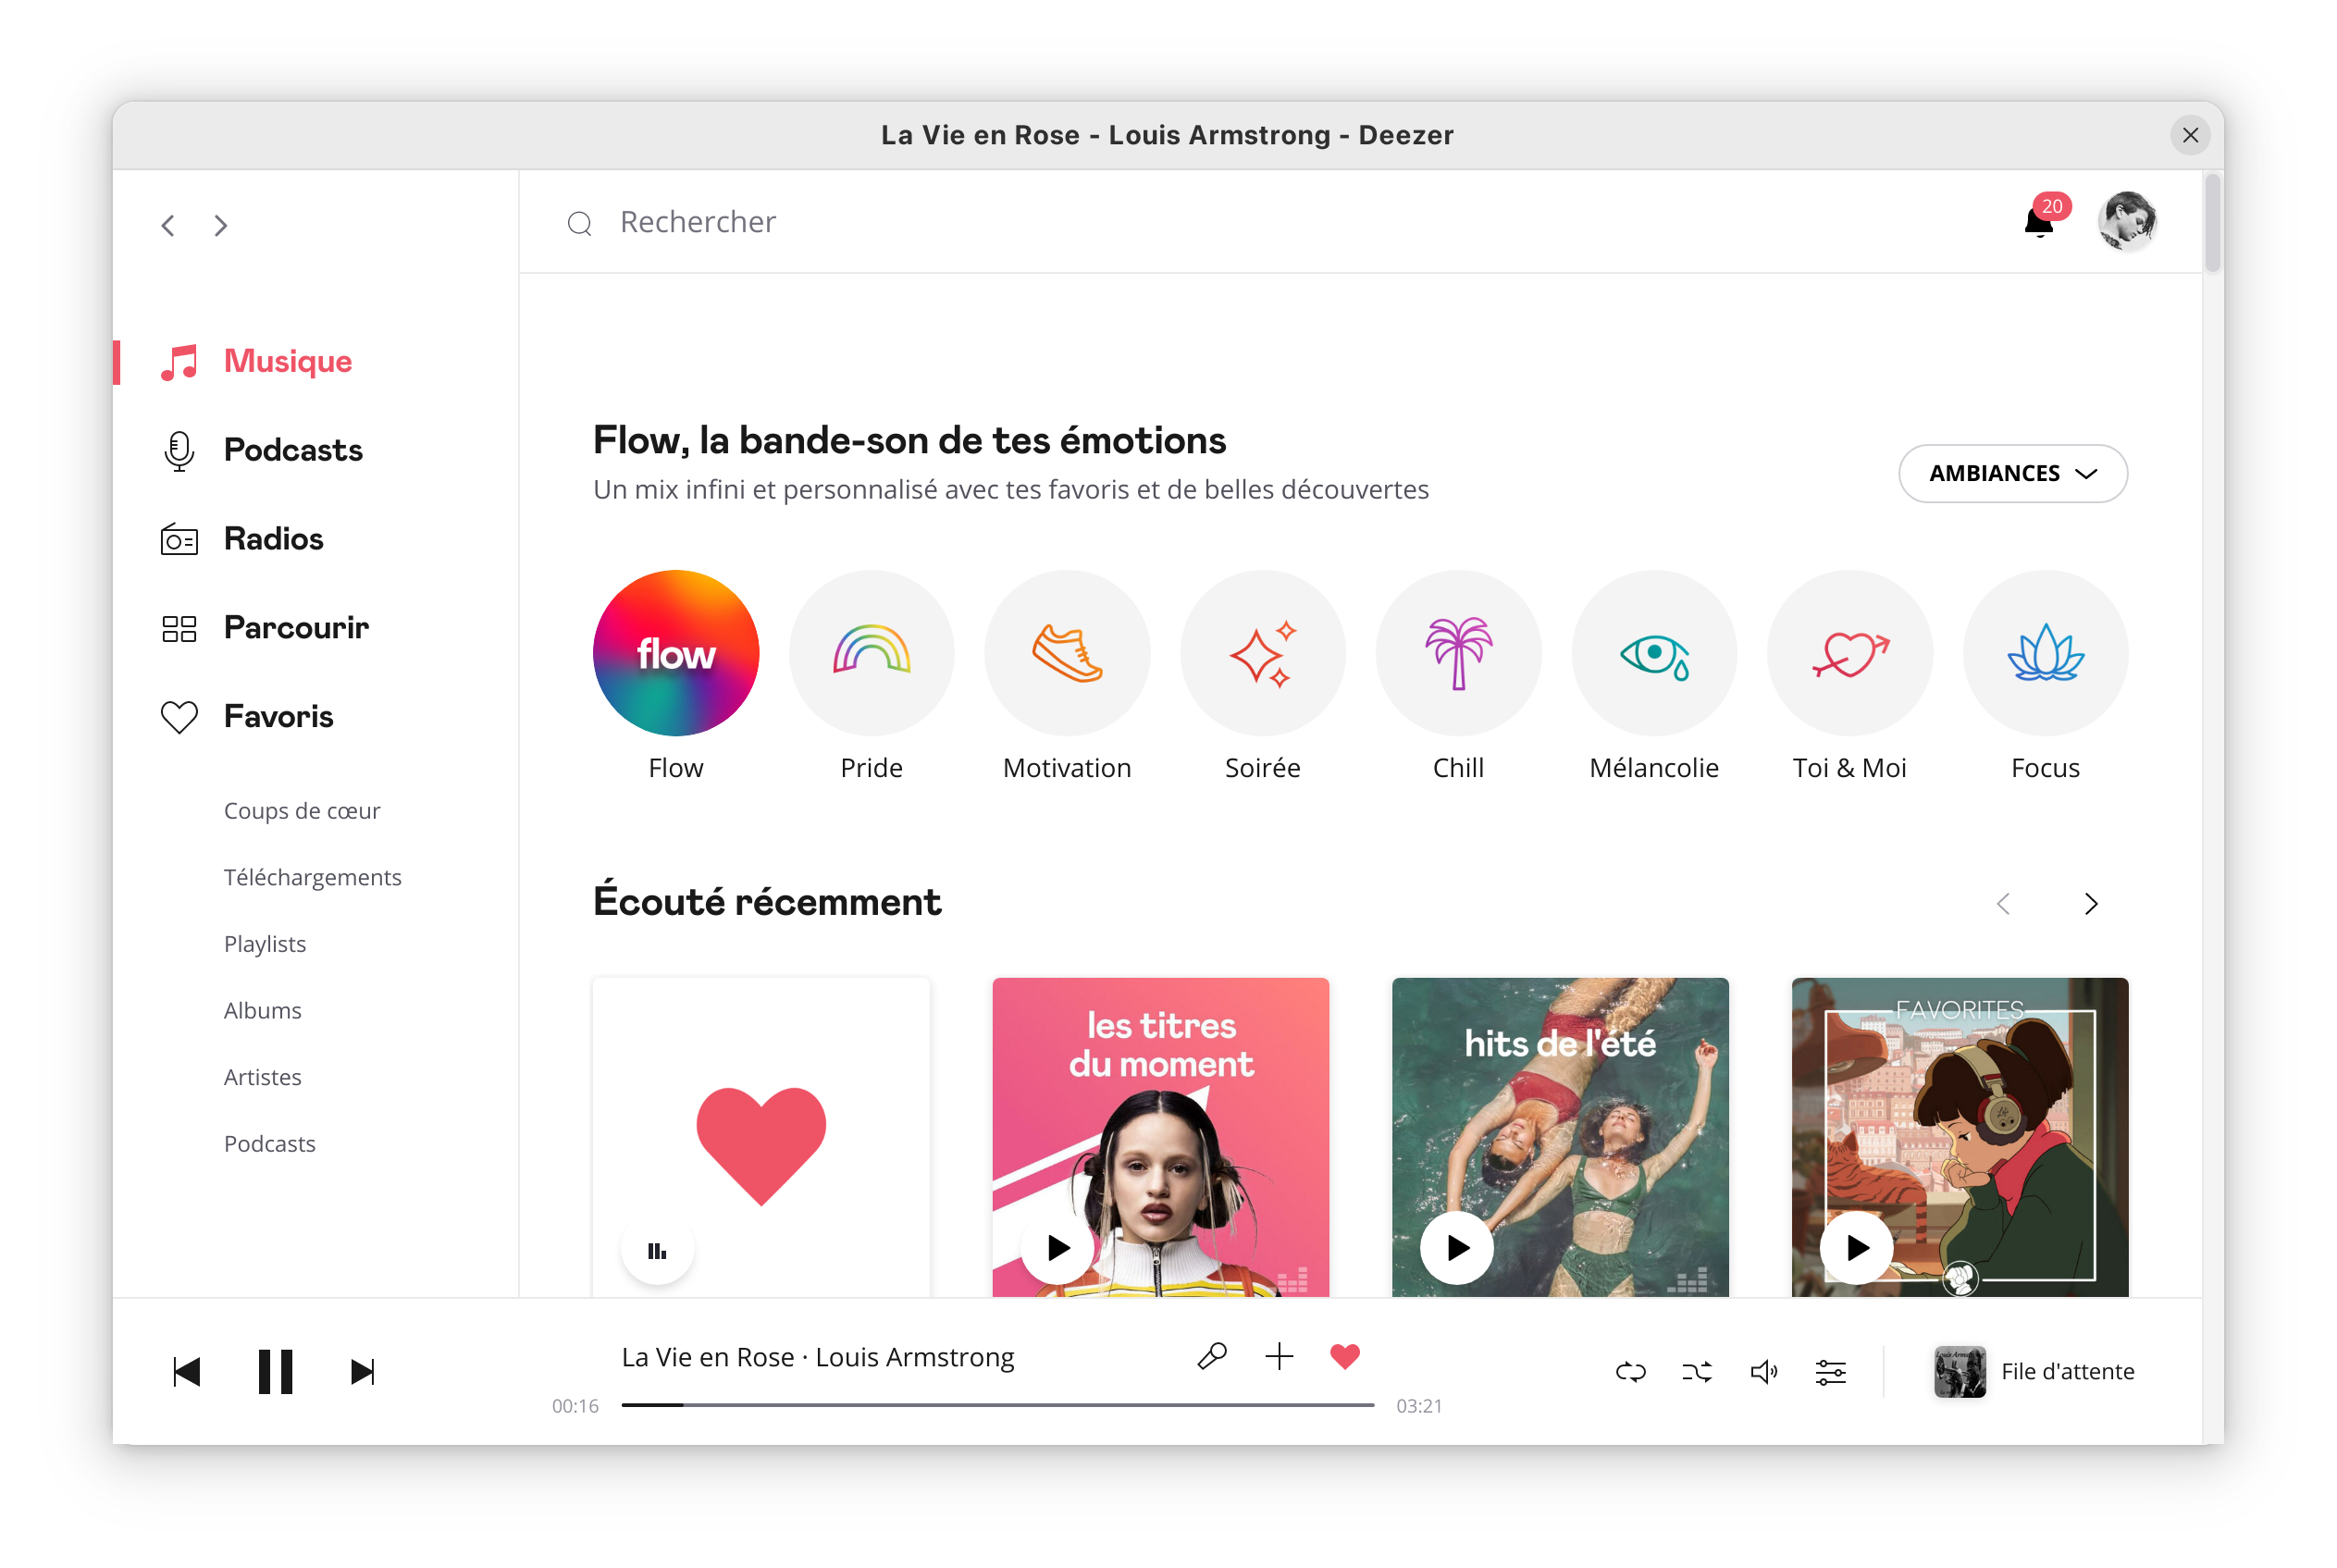 La Vie en Rose - Louis Armstrong - Deezer
Rechercher
20
Musique
Podcasts
Radios
Parcourir
Favoris
Coups de cœur
Téléchargements
Playlists
Albums
Artistes
Podcasts
Flow, la bande-son de tes émotions
Un mix infini et personnalisé avec tes favoris et de belles découvertes
AMBIANCES
flow
Flow
Pride
Motivation
Soirée
Chill
Mélancolie
Toi & Moi
Focus
Écouté récemment
les titres
du moment
hits de l'été
FAVORITES
La Vie en Rose · Louis Armstrong
00:16
03:21
File d'attente